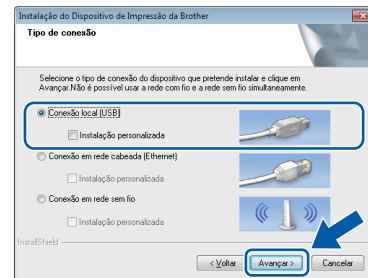 Instalação do Dispositivo de Impressão da Brother
Tipo de conexão
Selecione o tipo de conexão do dispositivo que pretende instalar e clique em
Avançar.Não é possível usar a rede com fio e a rede sem fio simultaneamente.
Conexão local (USB)
Instalação personalizada
Conexão em rede cabeada (Ethernet)
Instalação personalizada
Conexão em rede sem fio
Instalação personalizada
InstallShield
< Voltar
Avançar >
Cancelar